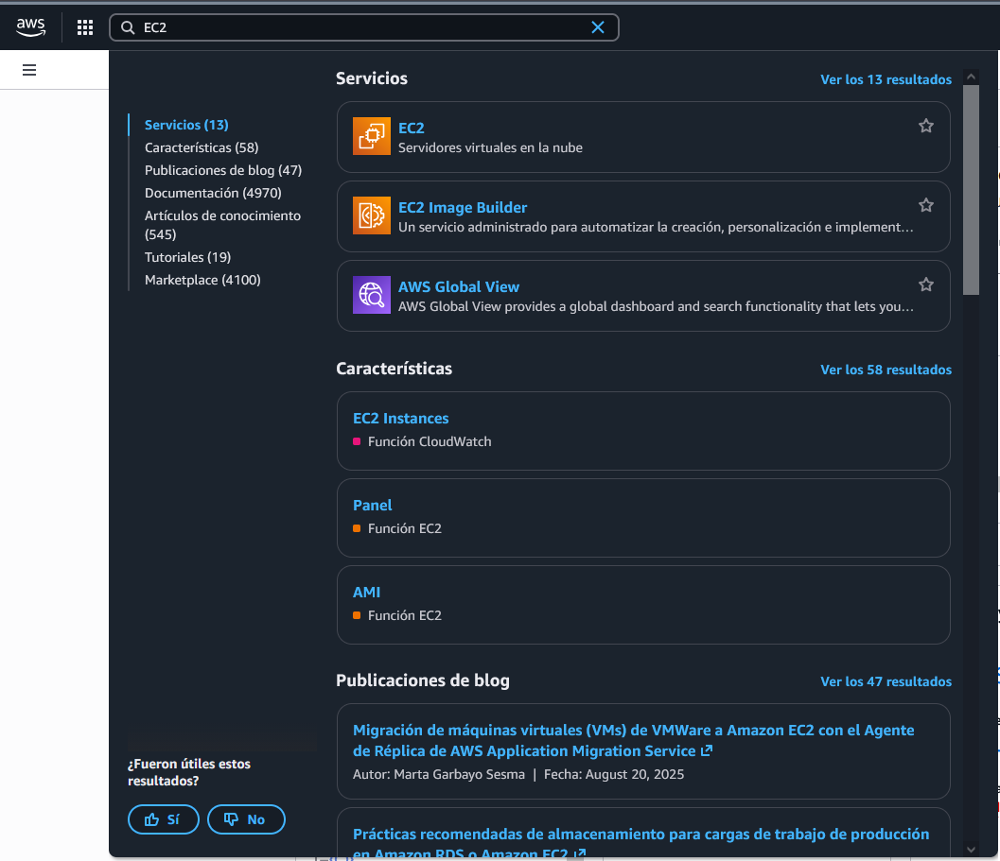 aws
EC2
Servicios (13)
Características (58)
Publicaciones de blog (47)
Documentación (4970)
Artículos de conocimiento
(545)
Tutoriales (19)
Marketplace (4100)
¿Fueron útiles estos
resultados?
Sí
No
Servicios
Ver los 13 resultados
EC2
Servidores virtuales en la nube
EC2 Image Builder
Un servicio administrado para automatizar la creación, personalización e implement…
AWS Global View
AWS Global View provides a global dashboard and search functionality that lets you…
Características
Ver los 58 resultados
EC2 Instances
Función CloudWatch
Panel
Función EC2
AMI
Función EC2
Publicaciones de blog
Ver los 47 resultados
Migración de máquinas virtuales (VMs) de VMWare a Amazon EC2 con el Agente
de Réplica de AWS Application Migration Service
Autor: Marta Garbayo Sesma | Fecha: August 20, 2025
Prácticas recomendadas de almacenamiento para cargas de trabajo de producción
en Amazon RDS o Amazon EC2